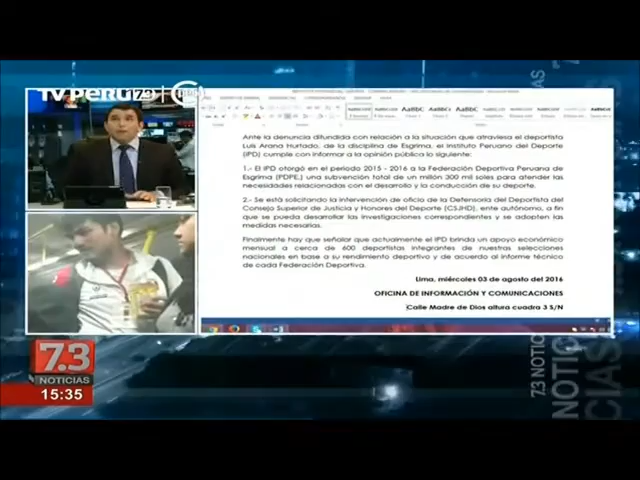 TV PERÚ 7.3
Ante la denuncia difundida con relación a la situación que atraviesa el deportista
Luis Arana Hurtado, de la disciplina de Esgrima, el Instituto Peruano del Deporte
(IPD) cumple con informar a la opinión pública lo siguiente:
1.- El IPD otorgó en el periodo 2015 - 2016 a la Federación Deportiva Peruana de
Esgrima (FDPE,) una subvención total de un millón 300 mil soles para atender las
necesidades relacionadas con el desarrollo y la conducción de su deporte.
2.- Se está solicitando la intervención de oficio de la Defensoría del Deportista del
Consejo Superior de Justicia y Honores del Deporte (CSJHD), ente autónomo, a fin
que se pueda desarrollar las investigaciones correspondientes y se adopten las
medidas necesarias.
Finalmente hay que señalar que actualmente el IPD brinda un apoyo económico
mensual a cerca de 600 deportistas integrantes de nuestras selecciones
nacionales en base a su rendimiento deportivo y de acuerdo al informe técnico
de cada Federación Deportiva.
Lima, miércoles 03 de agosto del 2016
OFICINA DE INFORMACIÓN Y COMUNICACIONES
Calle Madre de Dios altura cuadra 3 S/N
7.3
NOTICIAS
15:35
7.3 NOTIC
NOTICIAS